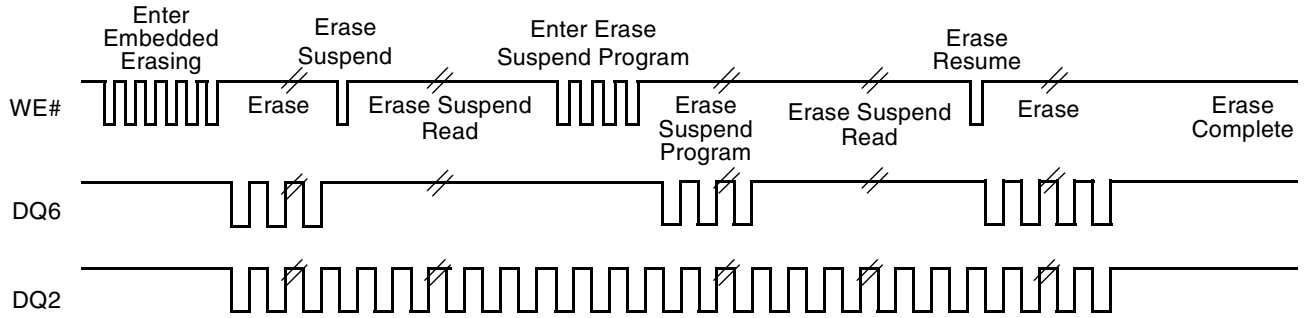 Enter
Embedded
Erasing
Erase
Suspend
Enter Erase
Suspend Program
Erase
Resume
WE#
Erase
Erase Suspend
Read
Erase
Suspend
Program
Erase Suspend
Read
Erase
Erase
Complete
DQ6
DQ2